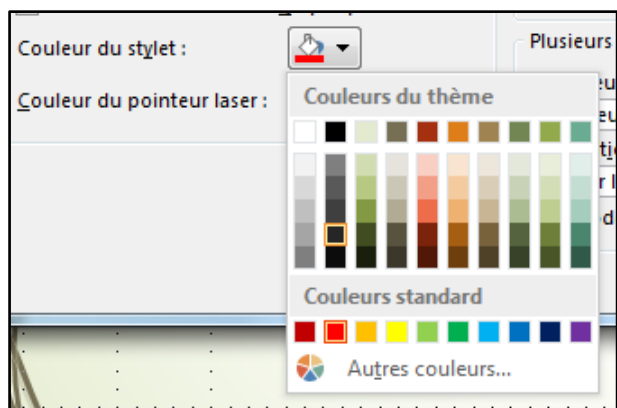 Couleur du stylet :
Plusieurs
Couleur du pointeur laser :
Couleurs du thème
Couleurs standard
Autres couleurs...